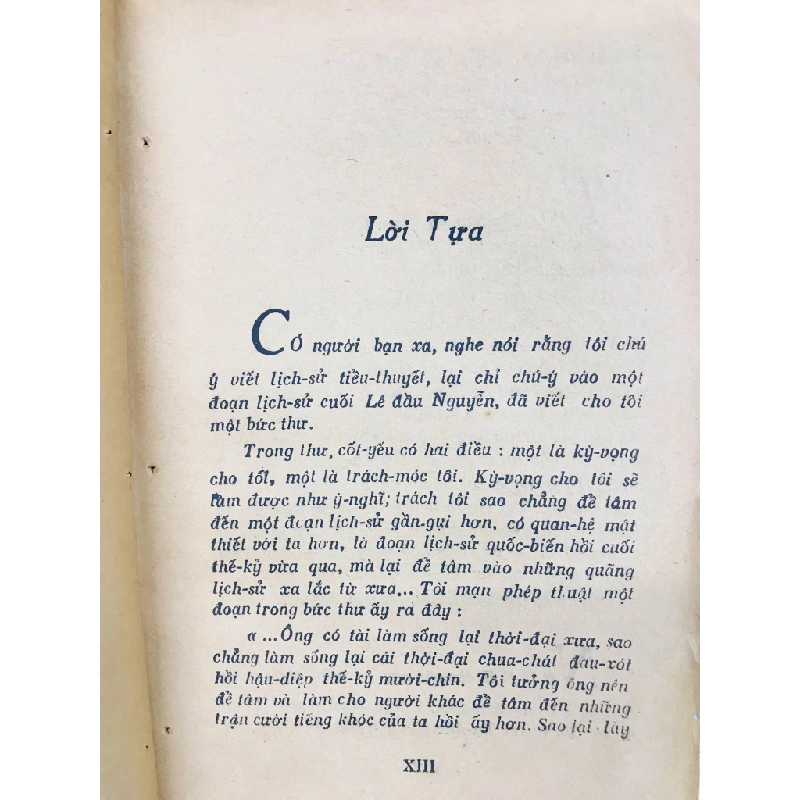 Lời Tựa
Có người bạn xa, nghe nói rằng tôi chú
ý viết lịch-sử tiểu-thuyết, lại chỉ chú-ý vào một
đoạn lịch-sử cuối Lê đầu Nguyễn, đã viết cho tôi
một bức thư.
Trong thư, cốt-yếu có hai điều : một là kỳ-vọng
cho tôi, một là trách-móc tôi. Kỳ-vọng cho tôi sẽ
làm được như ý-nghĩ; trách tôi sao chẳng để tâm
đến một đoạn lịch-sử gần-gụi hơn, có quan-hệ mật
thiết với ta hơn, là đoạn lịch-sử quốc-biến hồi cuối
thế-kỷ vừa qua, mà lại để tâm vào những quãng
lịch-sử xa lắc từ xưa... Tôi mạn phép thuật một
đoạn trong bức thư ấy ra đây :
« ...Ông có tài làm sống lại thời-đại xưa, sao
chẳng làm sống lại cái thời-đại chua-chát đau-xót
hồi hậu-diệp thế-kỷ mười-chín. Tôi tưởng ông nên
để tâm và làm cho người khác để tâm đến những
trận cười tiếng khóc của ta hồi ấy hơn. Sao lại lấy
XIII